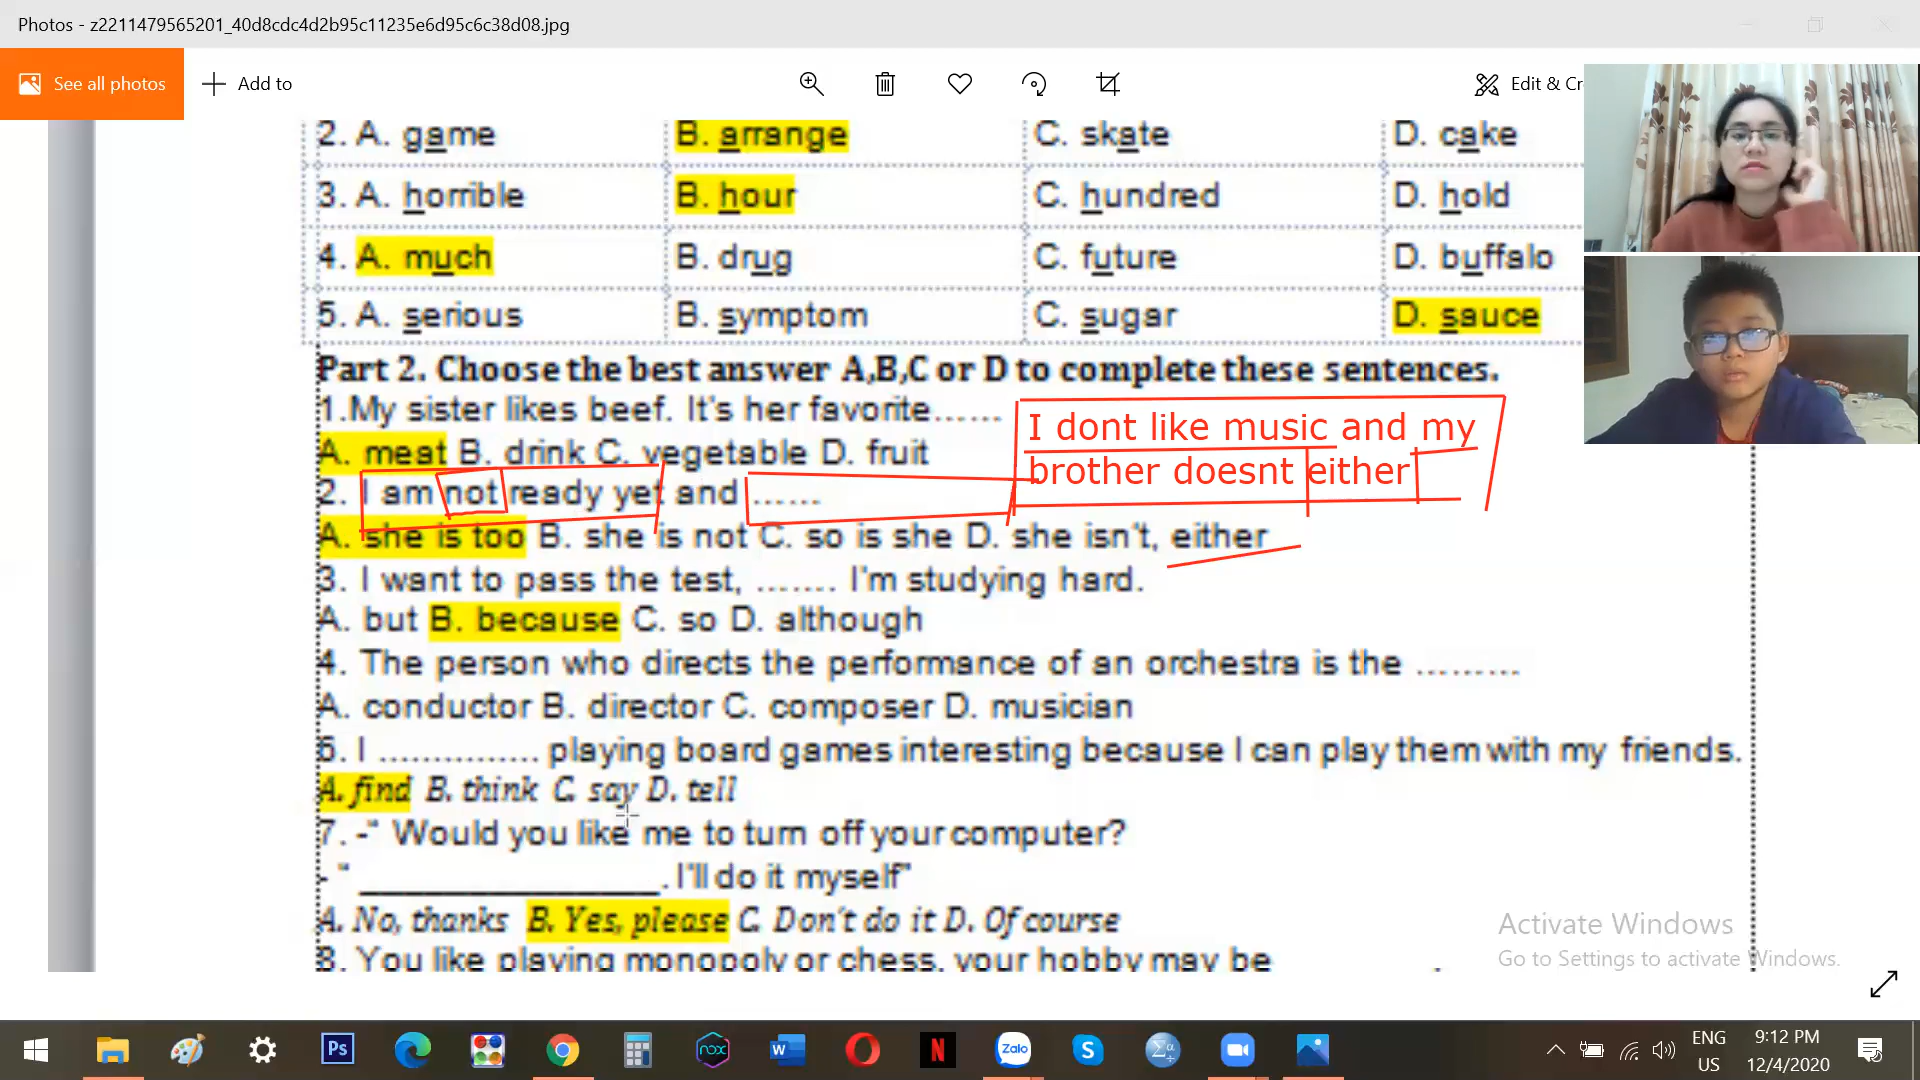 Photos - z2211479565201_40d8cdc4d2b95c11235e6d95c6c38d08.jpg
See all photos
Add to
Edit & Cr
2. A. game B. arrange C. skate D. cake
3. A. horrible B. hour C. hundred D. hold
4. A. much B. drug C. future D. buffalo
5. A. serious B. symptom C. sugar D. sauce
Part 2. Choose the best answer A,B,C or D to complete these sentences.
1.My sister likes beef. It's her favorite……
A. meat B. drink C. vegetable D. fruit
I dont like music and my
brother doesnt either
2. I am not ready yet and ……
A. she is too B. she is not C. so is she D. she isn't, either
3. I want to pass the test, ……. I'm studying hard.
A. but B. because C. so D. although
4. The person who directs the performance of an orchestra is the ………
A. conductor B. director C. composer D. musician
6. I …………… playing board games interesting because I can play them with my friends.
A. find B. think C. say D. tell
7. -" Would you like me to turn off your computer?
- " ________________. I'll do it myself"
A. No, thanks B. Yes, please C. Don't do it D. Of course
8. You like playing monopoly or chess, your hobby may be
Activate Windows
Go to Settings to activate Windows.
Ps
nox
W
N
Zalo
S
Σα
ENG
US
9:12 PM
12/4/2020